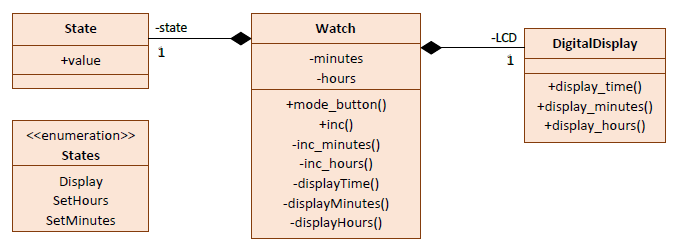 State
+value
-state
1
Watch
-minutes
-hours
+mode_button()
+inc()
-inc_minutes()
-inc_hours()
-displayTime()
-displayMinutes()
-displayHours()
-LCD
1
DigitalDisplay
+display_time()
+display_minutes()
+display_hours()
<<enumeration>>
States
Display
SetHours
SetMinutes